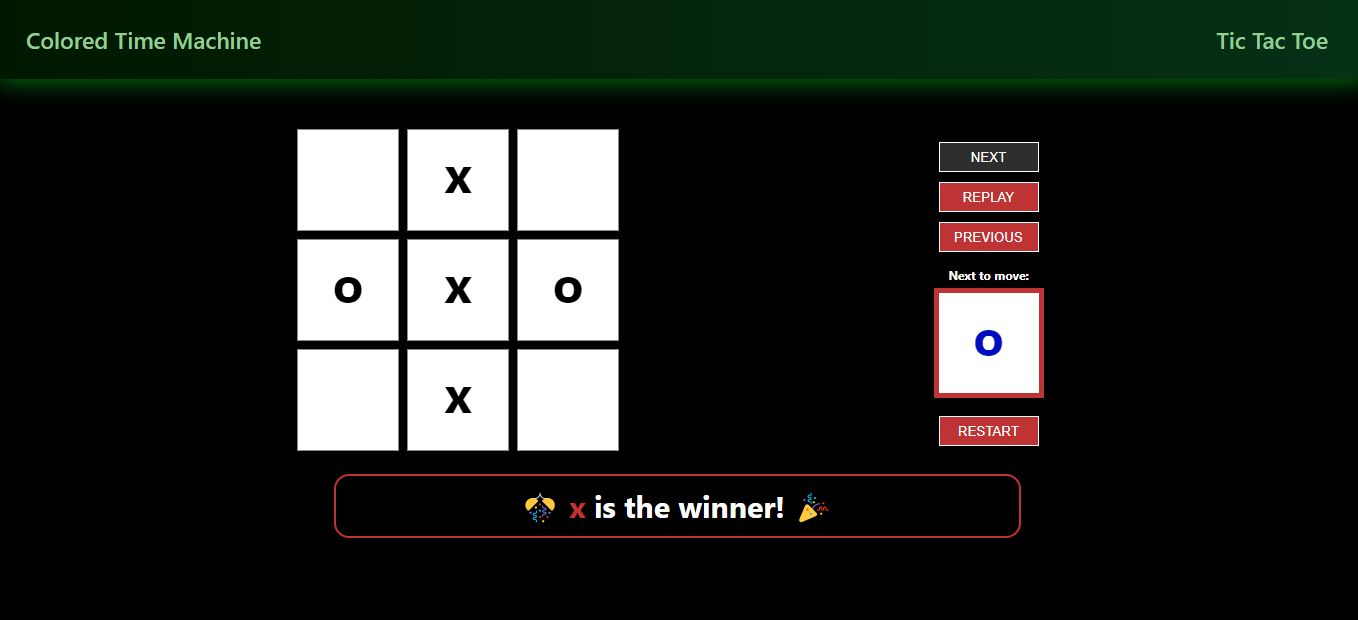 Colored Time Machine
Tic Tac Toe
x
o x o
x
NEXT
REPLAY
PREVIOUS
Next to move:
o
RESTART
x is the winner!